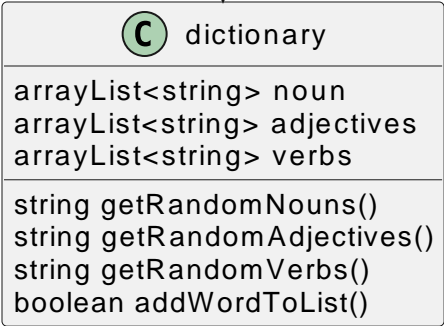 C dictionary
arrayList<string> noun
arrayList<string> adjectives
arrayList<string> verbs
string getRandomNouns()
string getRandomAdjectives()
string getRandomVerbs()
boolean addWordToList()